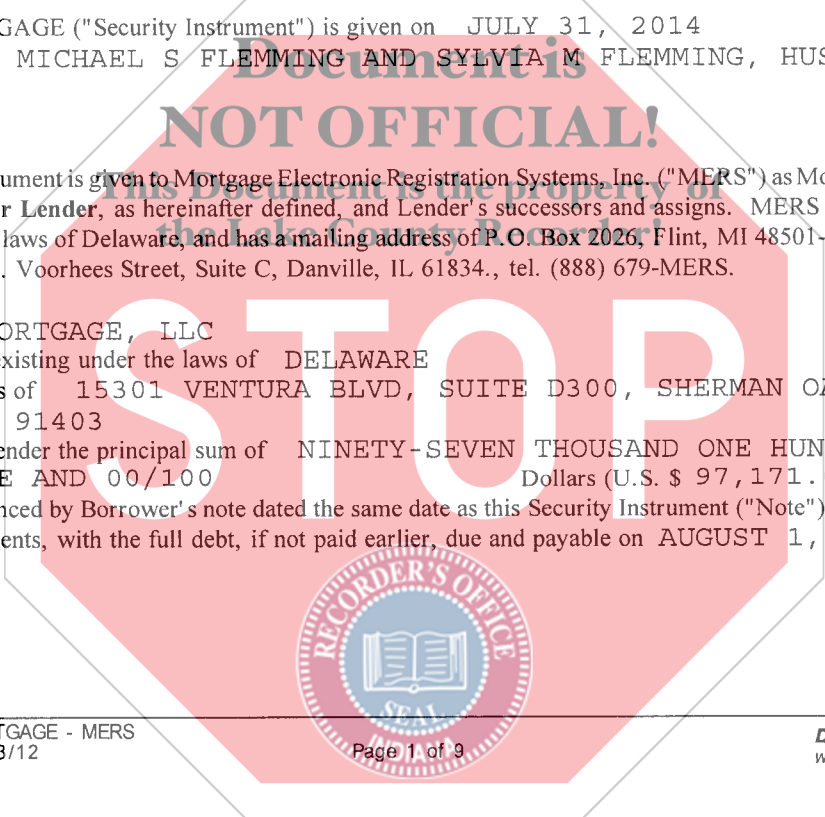 GAGE ("Security Instrument") is given on JULY 31, 2014
MICHAEL S FLEMMING AND SYLVIA M FLEMMING, HUS
Document is
NOT OFFICIAL!
ument is given to Mortgage Electronic Registration Systems, Inc. ("MERS") as Mo
This Document is the property of
r Lender, as hereinafter defined, and Lender's successors and assigns. MERS
the Lake County Recorder!
laws of Delaware, and has a mailing address of P.O. Box 2026, Flint, MI 48501-
. Voorhees Street, Suite C, Danville, IL 61834., tel. (888) 679-MERS.
STOP
ORTGAGE, LLC
existing under the laws of DELAWARE
s of 15301 VENTURA BLVD, SUITE D300, SHERMAN OA
91403
ender the principal sum of NINETY-SEVEN THOUSAND ONE HUN
E AND 00/100 Dollars (U.S. $ 97,171.
nced by Borrower's note dated the same date as this Security Instrument ("Note")
ents, with the full debt, if not paid earlier, due and payable on AUGUST 1,
RECORDER'S OFFICE
SEAL
INDIANA
TGAGE - MERS
3/12
Page 1 of 9